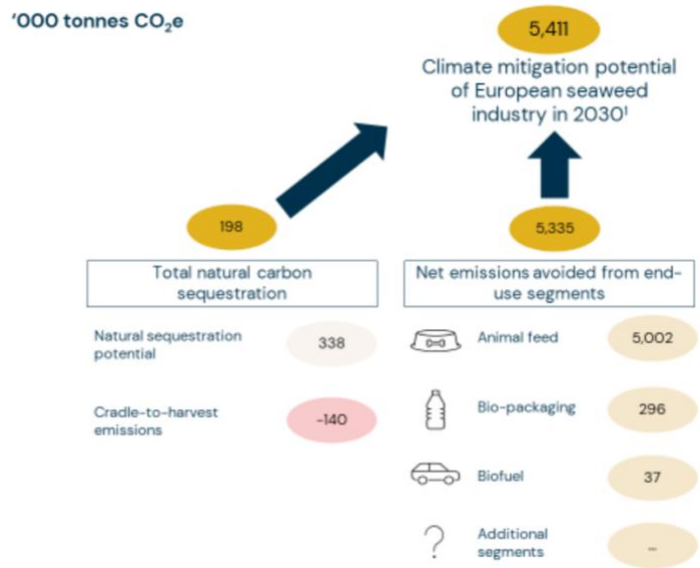 '000 tonnes CO₂e
5,411
Climate mitigation potential
of European seaweed
industry in 2030¹
198
5,335
Total natural carbon
sequestration
Net emissions avoided from end-
use segments
Natural sequestration
potential
338
Cradle-to-harvest
emissions
-140
Animal feed
5,002
Bio-packaging
296
Biofuel
37
?
Additional
segments
...